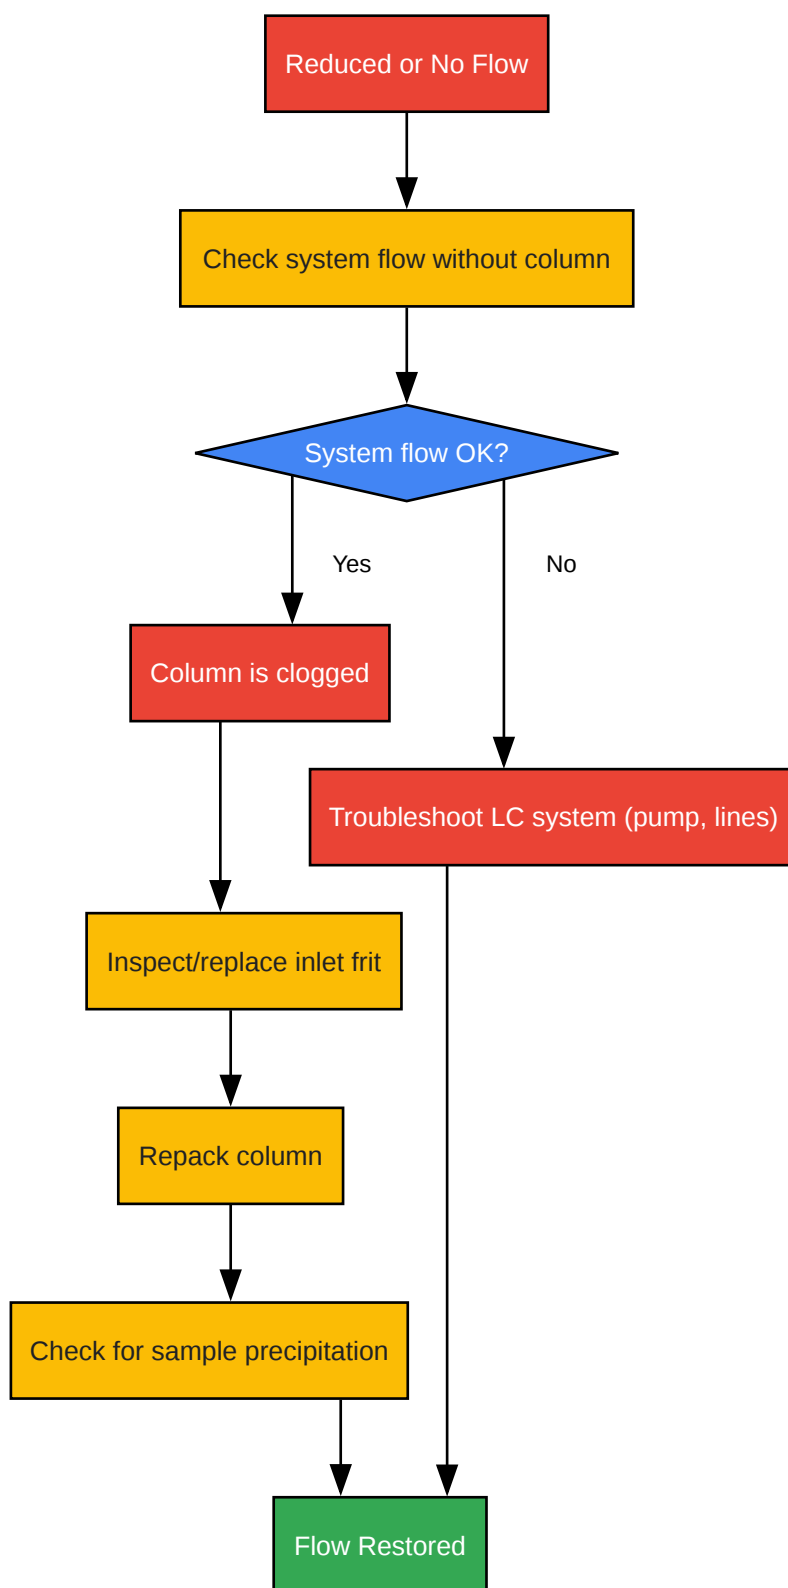 Reduced or No Flow
Check system flow without column
System flow OK?
Yes
No
Column is clogged
Troubleshoot LC system (pump, lines)
Inspect/replace inlet frit
Repack column
Check for sample precipitation
Flow Restored